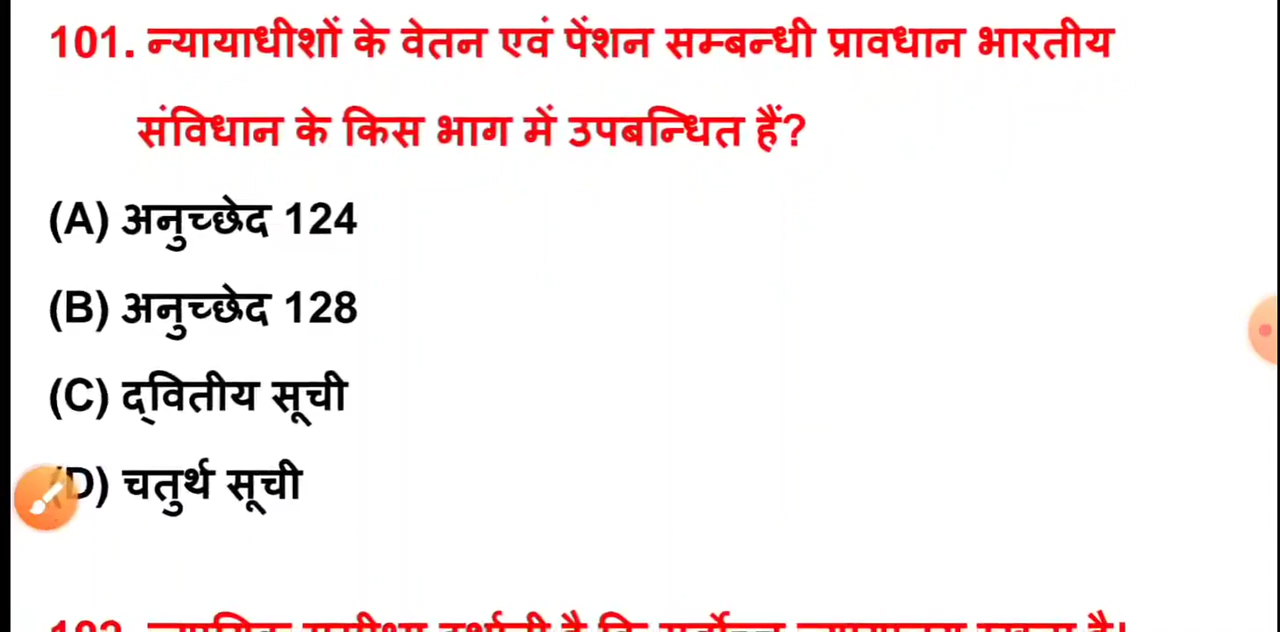 101. न्यायाधीशों के वेतन एवं पेंशन सम्बन्धी प्रावधान भारतीय
संविधान के किस भाग में उपबन्धित हैं?
(A) अनुच्छेद 124
(B) अनुच्छेद 128
(C) द्वितीय सूची
(D) चतुर्थ सूची